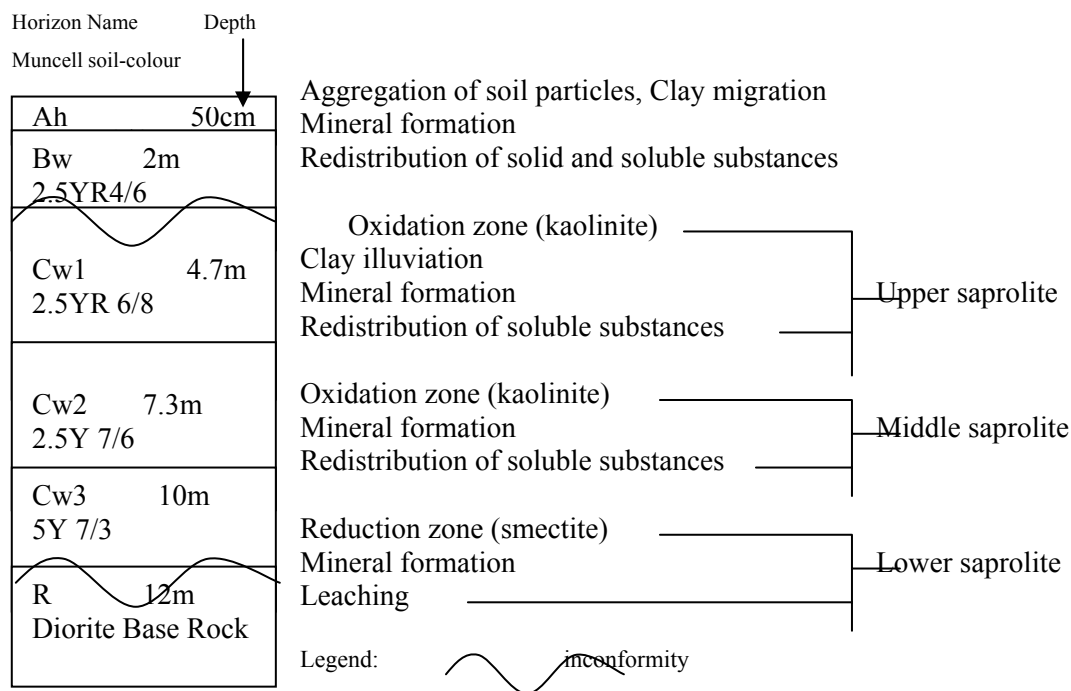 Horizon Name Depth
Muncell soil-colour
Ah 50cm
Bw 2m
2.5YR4/6
Cw1 4.7m
2.5YR 6/8
Cw2 7.3m
2.5Y 7/6
Cw3 10m
5Y 7/3
R 12m
Diorite Base Rock
Aggregation of soil particles, Clay migration
Mineral formation
Redistribution of solid and soluble substances
Oxidation zone (kaolinite)
Clay illuviation
Mineral formation
Redistribution of soluble substances
Upper saprolite
Oxidation zone (kaolinite)
Mineral formation
Redistribution of soluble substances
Middle saprolite
Reduction zone (smectite)
Mineral formation
Leaching
Lower saprolite
Legend: inconformity